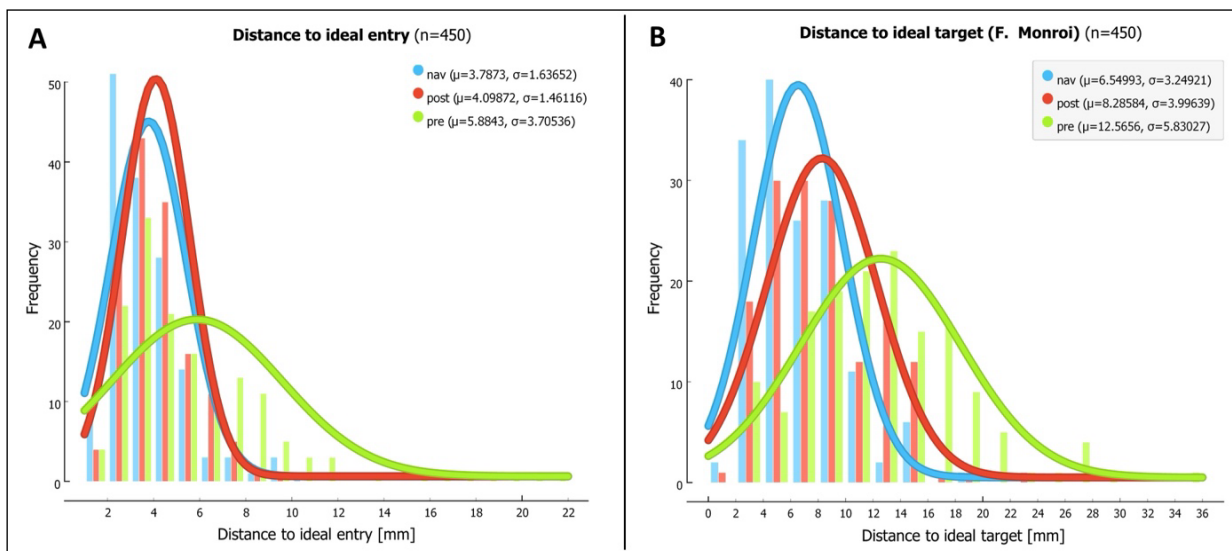 A
Distance to ideal entry (n=450)
nav (μ=3.7873, σ=1.63652)
post (μ=4.09872, σ=1.46116)
pre (μ=5.8843, σ=3.70536)
50
40
30
20
10
0
Frequency
2 4 6 8 10 12 14 16 18 20 22
Distance to ideal entry [mm]
B
Distance to ideal target (F. Monroi) (n=450)
nav (μ=6.54993, σ=3.24921)
post (μ=8.28584, σ=3.99639)
pre (μ=12.5656, σ=5.83027)
40
30
20
10
0
Frequency
0 2 4 6 8 10 12 14 16 18 20 22 24 26 28 30 32 34 36
Distance to ideal target [mm]